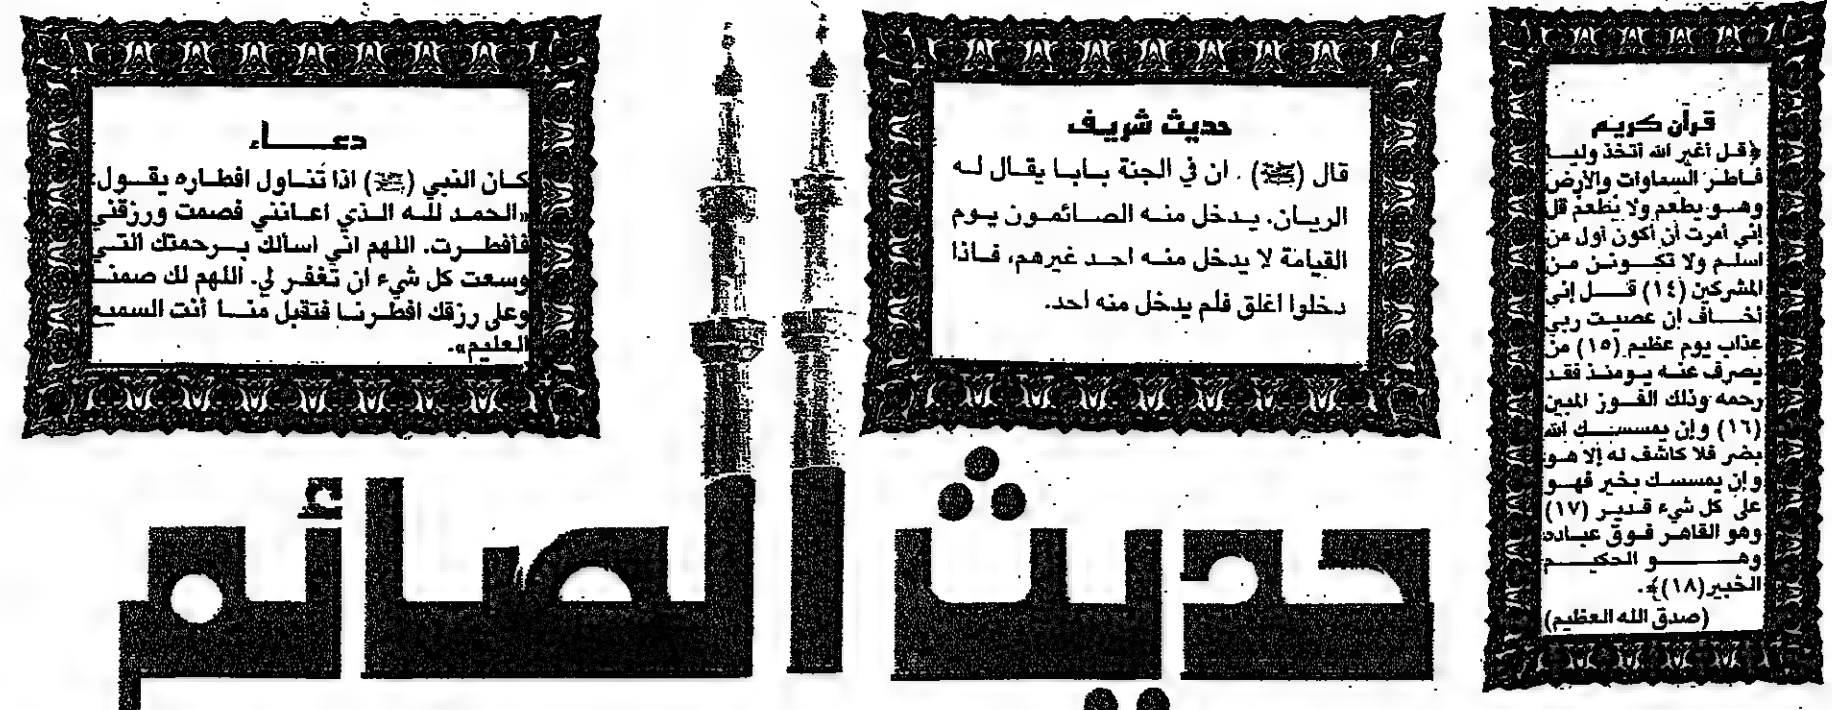 قرآن كريم
﴿قل أغير الله أتخذ وليا
فاطر السماوات والأرض
وهو يطعم ولا يُطعم قل
إني أمرت أن أكون أول من
أسلم ولا تكونن من
المشركين (١٤) قل إني
أخاف إن عصيت ربي
عذاب يوم عظيم (١٥) من
يصرف عنه يومئذ فقد
رحمه وذلك الفوز المبين
(١٦) وإن يمسسك الله
بضر فلا كاشف له إلا هو
وإن يمسسك بخير فهو
على كل شيء قدير (١٧)
وهو القاهر فوق عباده
وهو الحكيم
الخبير(١٨)﴾.
(صدق الله العظيم)
حديث شريف
قال (ﷺ) . ان في الجنة بابا يقال له
الريان. يدخل منه الصائمون يوم
القيامة لا يدخل منه احد غيرهم، فاذا
دخلوا اغلق فلم يدخل منه أحد.
دعاء
كان النبي (ﷺ) اذا تناول افطاره يقول:
«الحمد لله الذي اعانني فصمت ورزقني
فأفطرت. اللهم اني اسألك برحمتك التي
وسعت كل شيء ان تغفر لي. اللهم لك صمنا
وعلى رزقك افطرنا فتقبل منا أنت السميع
العليم».
حديث الصائم